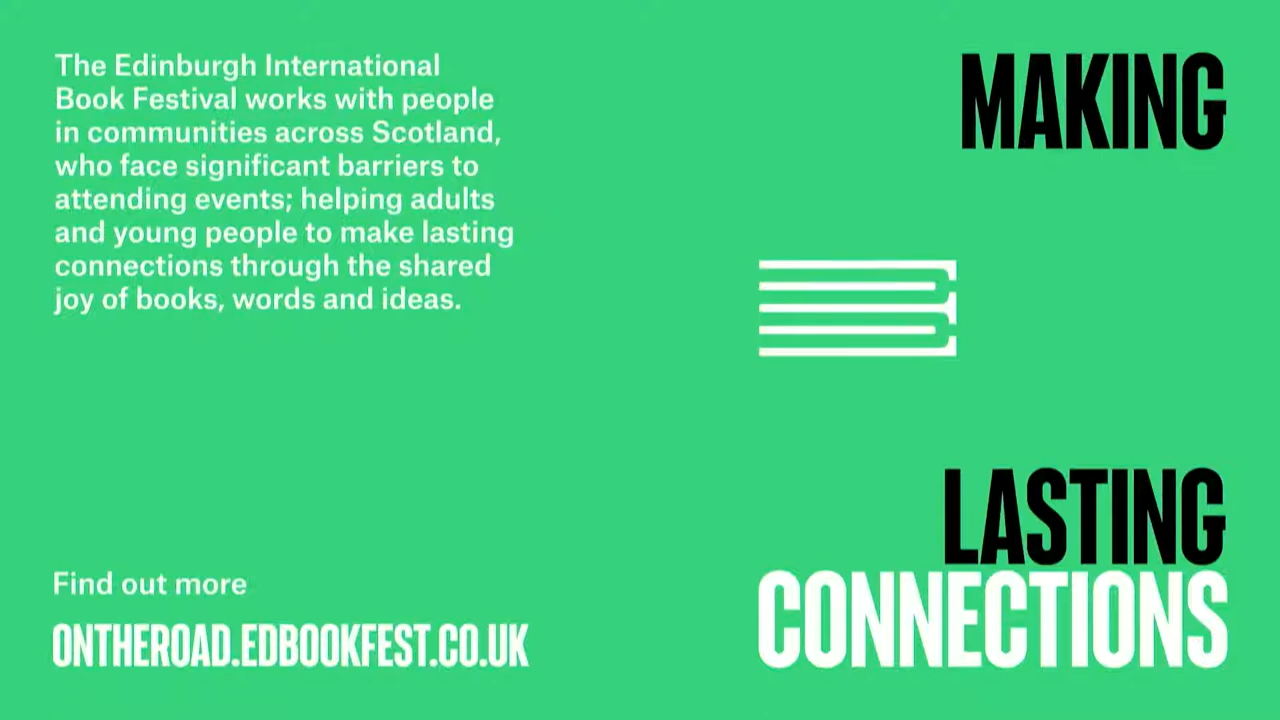 The Edinburgh International
Book Festival works with people
in communities across Scotland,
who face significant barriers to
attending events; helping adults
and young people to make lasting
connections through the shared
joy of books, words and ideas.
Find out more
ONTHEROAD.EDBOOKFEST.CO.UK
MAKING
LASTING
CONNECTIONS